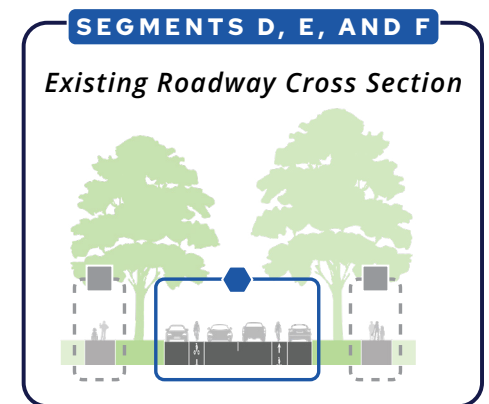 SEGMENTS D, E, AND F
Existing Roadway Cross Section